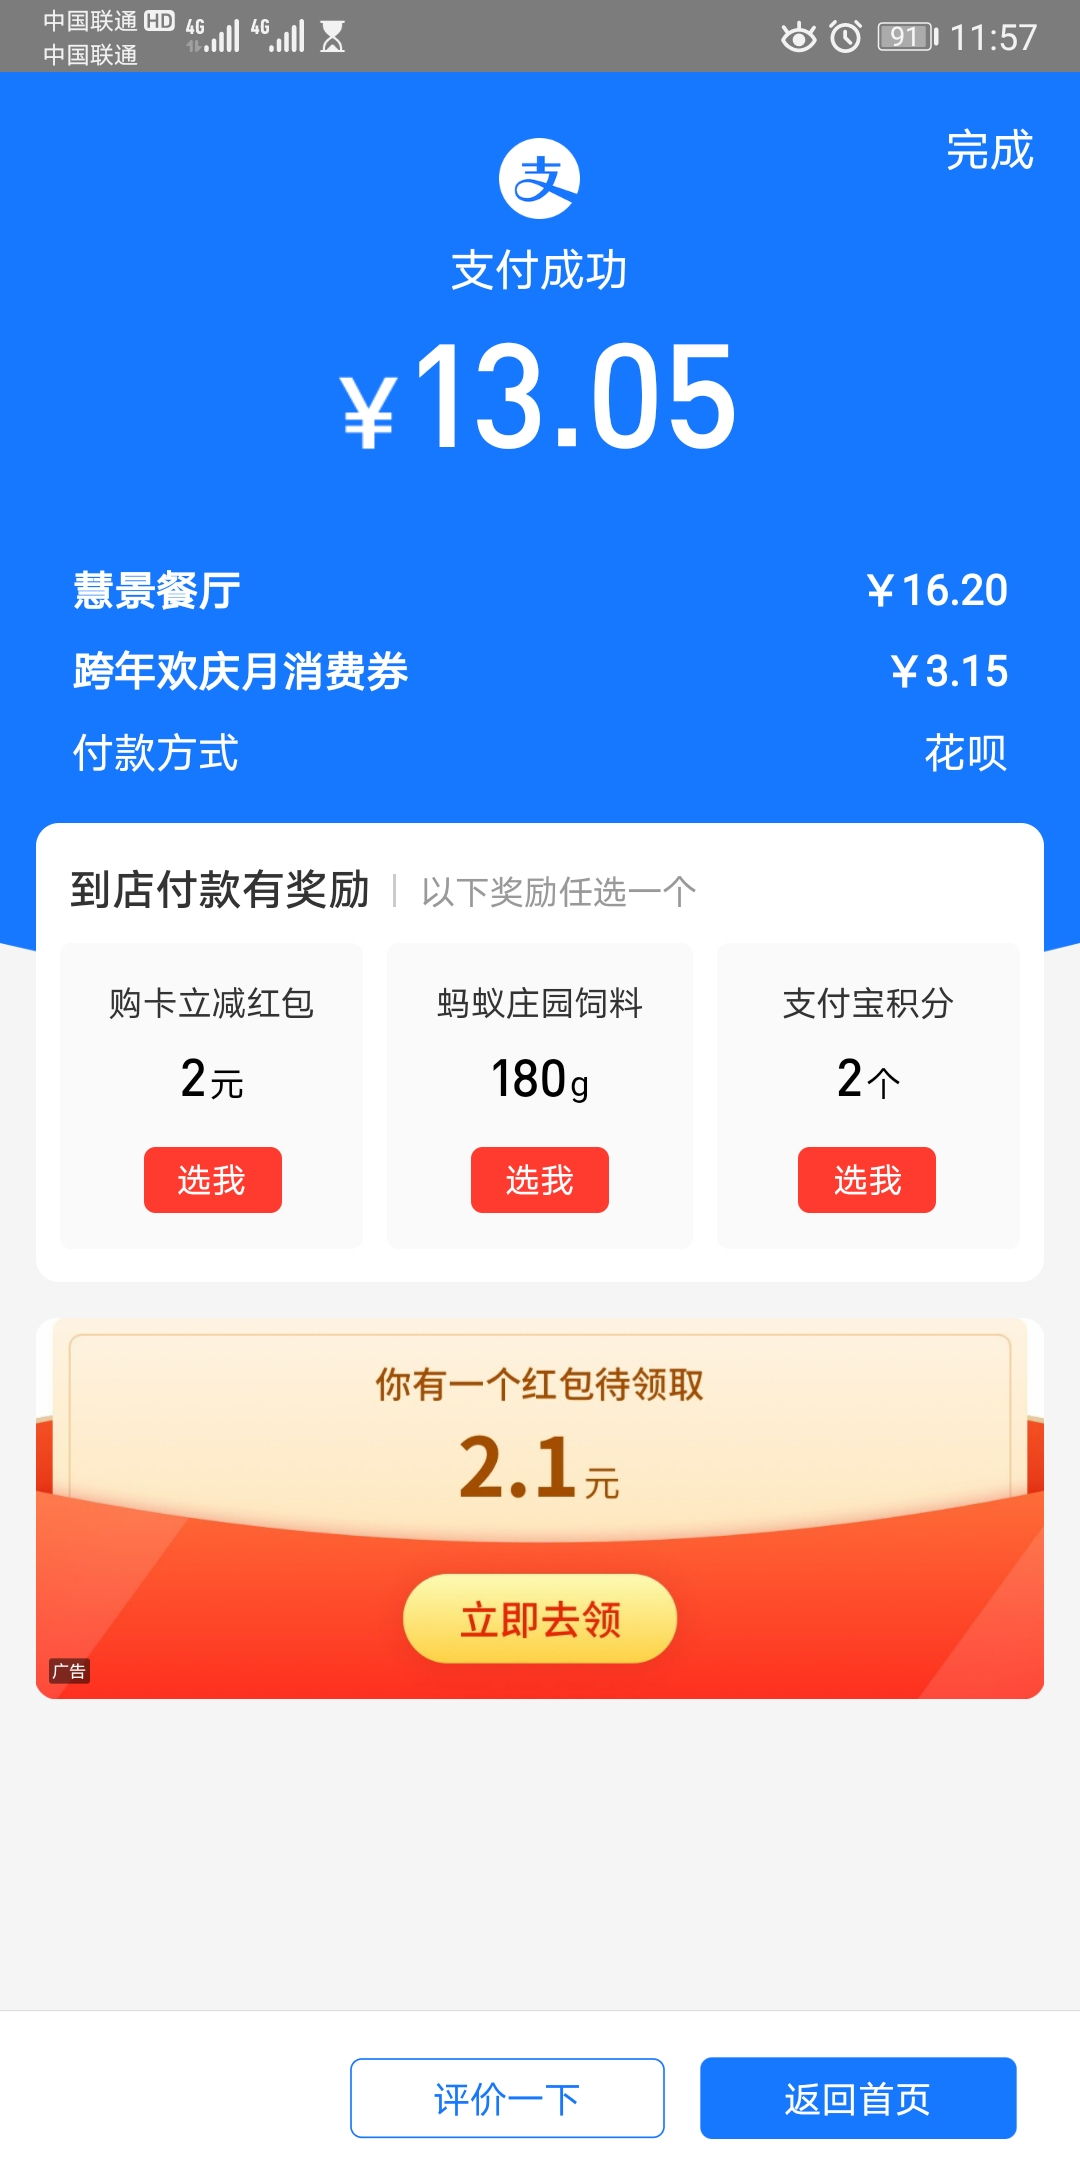 中国联通 HD 4G 4G 91 11:57
中国联通
完成
支
支付成功
¥13.05
慧景餐厅 ¥16.20
跨年欢庆月消费券 ¥3.15
付款方式 花呗
到店付款有奖励 | 以下奖励任选一个
购卡立减红包 蚂蚁庄园饲料 支付宝积分
2元 180g 2个
选我 选我 选我
你有一个红包待领取
2.1元
立即去领
广告
评价一下 返回首页